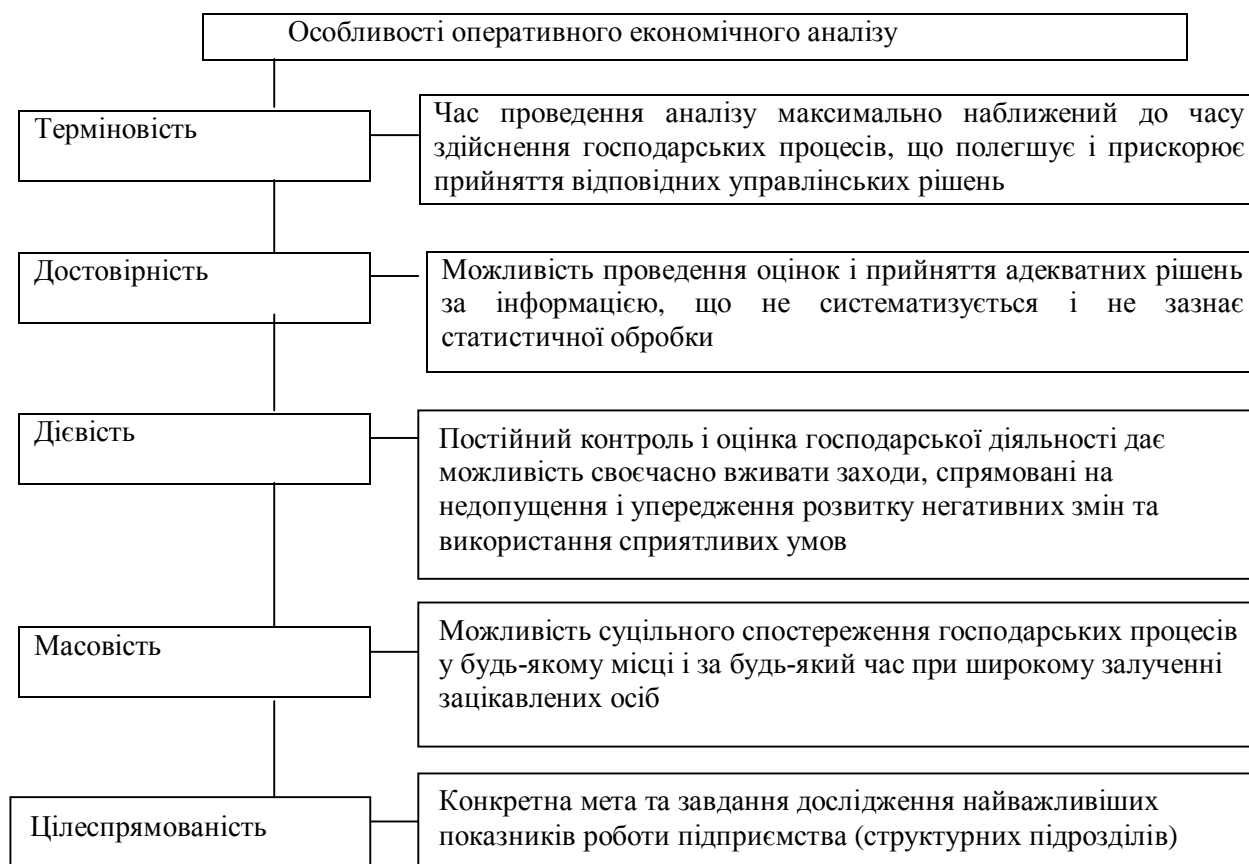 Особливості оперативного економічного аналізу
Терміновість
Час проведення аналізу максимально наближений до часу
здійснення господарських процесів, що полегшує і прискорює
прийняття відповідних управлінських рішень
Достовірність
Можливість проведення оцінок і прийняття адекватних рішень
за інформацією, що не систематизується і не зазнає
статистичної обробки
Дієвість
Постійний контроль і оцінка господарської діяльності дає
можливість своєчасно вживати заходи, спрямовані на
недопущення і упередження розвитку негативних змін та
використання сприятливих умов
Масовість
Можливість суцільного спостереження господарських процесів
у будь-якому місці і за будь-який час при широкому залученні
зацікавлених осіб
Цілеспрямованість
Конкретна мета та завдання дослідження найважливіших
показників роботи підприємства (структурних підрозділів)